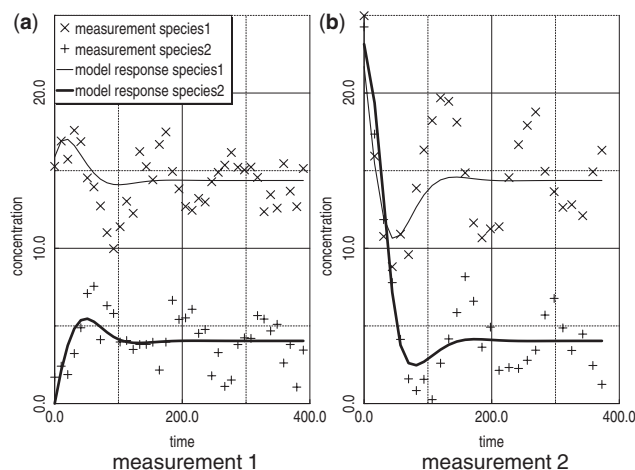 (a)
(b)
measurement species1
measurement species2
model response species1
model response species2
concentration
20.0
10.0
0.0
0.0
200.0
400.0
time
measurement 1
concentration
20.0
10.0
0.0
0.0
200.0
400.0
time
measurement 2